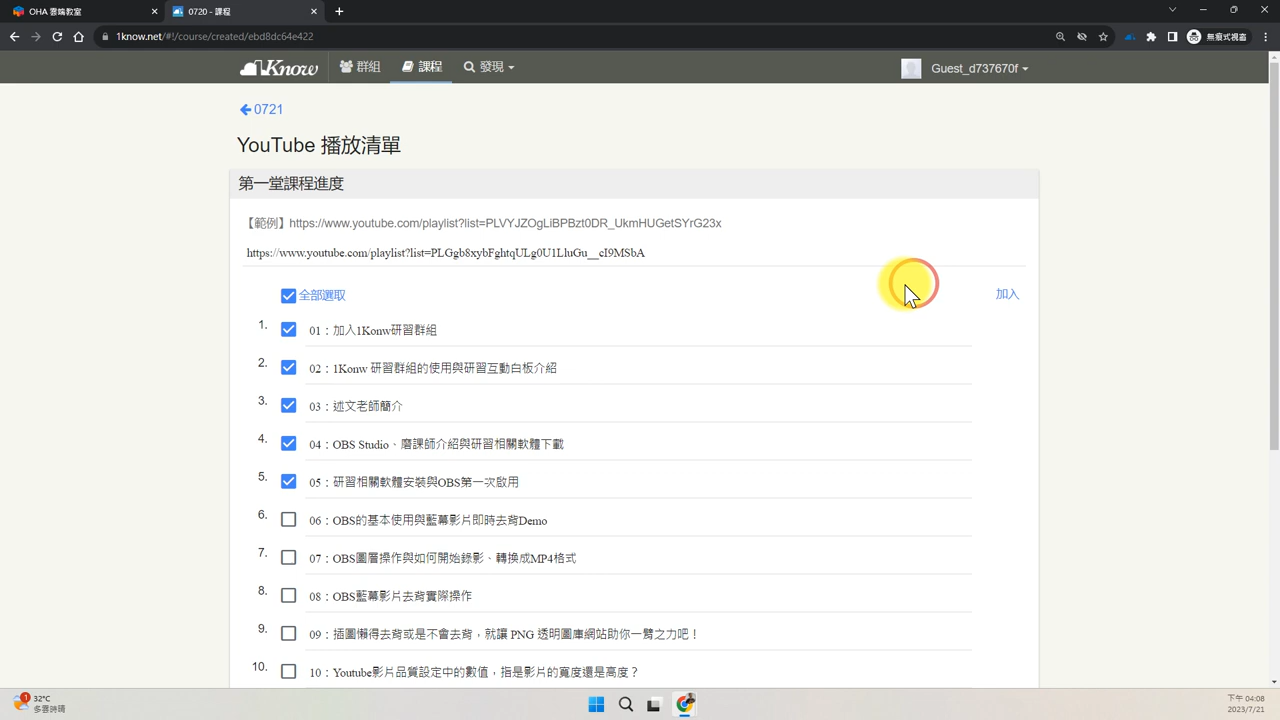 OHA 雲端教室
0720 - 課程
1know.net/#!/course/created/ebd8dc64e422
無痕式視窗
1Know
群組
課程
發現
Guest_d737670f
0721
YouTube 播放清單
第一堂課程進度
【範例】https://www.youtube.com/playlist?list=PLVYJZOgLiBPBzt0DR_UkmHUGetSYrG23x
https://www.youtube.com/playlist?list=PLGgb8xybFghtqULg0U1LluGu__cI9MSbA
全部選取
加入
1. 01：加入1Konw研習群組
2. 02：1Konw 研習群組的使用與研習互動白板介紹
3. 03：述文老師簡介
4. 04：OBS Studio、磨課師介紹與研習相關軟體下載
5. 05：研習相關軟體安裝與OBS第一次啟用
6. 06：OBS的基本使用與藍幕影片即時去背Demo
7. 07：OBS圖層操作與如何開始錄影、轉換成MP4格式
8. 08：OBS藍幕影片去背實際操作
9. 09：插圖懶得去背或是不會去背，就讓 PNG 透明圖庫網站助你一臂之力吧！
10. 10：Youtube影片品質設定中的數值，指是影片的寬度還是高度？
1
32°C
多雲時晴
下午 04:08
2023/7/21